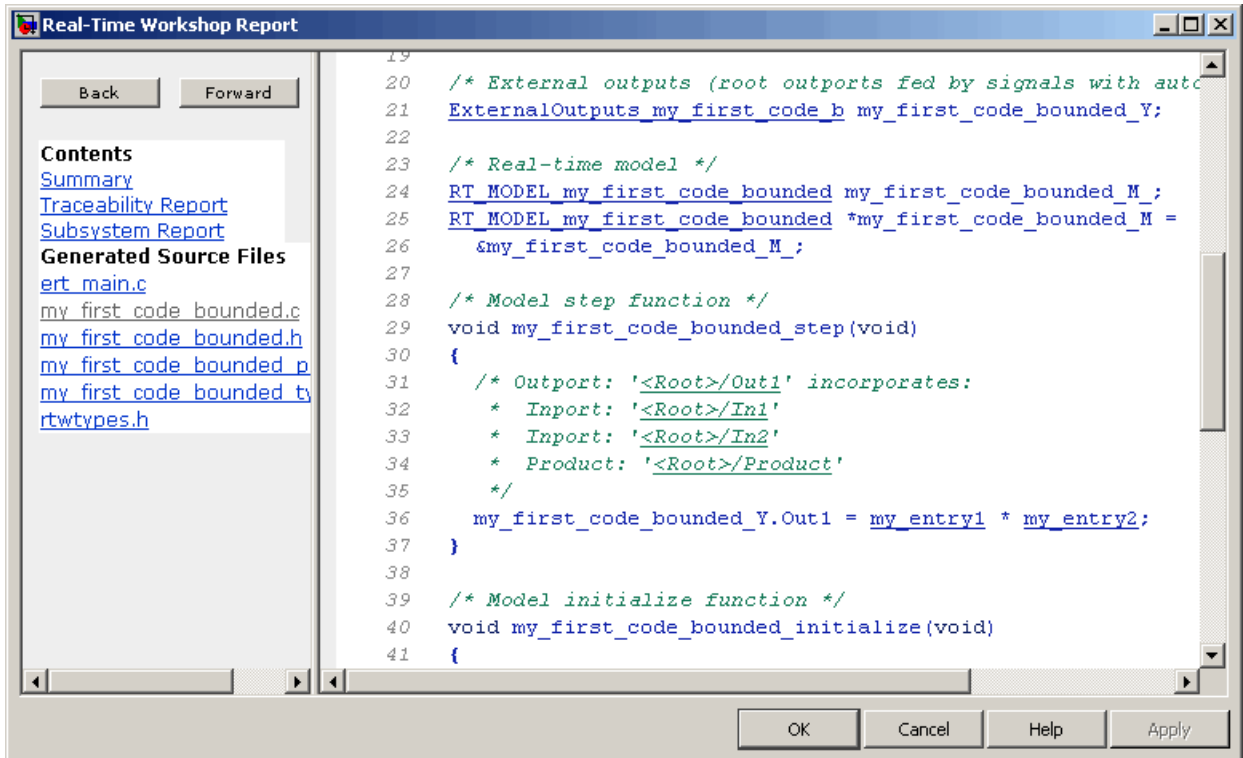 Real-Time Workshop Report
Back Forward
Contents
Summary
Traceability Report
Subsystem Report
Generated Source Files
ert_main.c
my_first_code_bounded.c
my_first_code_bounded.h
my_first_code_bounded_p
my_first_code_bounded_ty
rtwtypes.h
19
20 /* External outputs (root outports fed by signals with auto
21 ExternalOutputs_my_first_code_b my_first_code_bounded_Y;
22
23 /* Real-time model */
24 RT_MODEL_my_first_code_bounded my_first_code_bounded_M_;
25 RT_MODEL_my_first_code_bounded *my_first_code_bounded_M =
26 &my_first_code_bounded_M_;
27
28 /* Model step function */
29 void my_first_code_bounded_step(void)
30 {
31 /* Outport: '<Root>/Out1' incorporates:
32 * Inport: '<Root>/In1'
33 * Inport: '<Root>/In2'
34 * Product: '<Root>/Product'
35 */
36 my_first_code_bounded_Y.Out1 = my_entry1 * my_entry2;
37 }
38
39 /* Model initialize function */
40 void my_first_code_bounded_initialize(void)
41 {
OK Cancel Help Apply